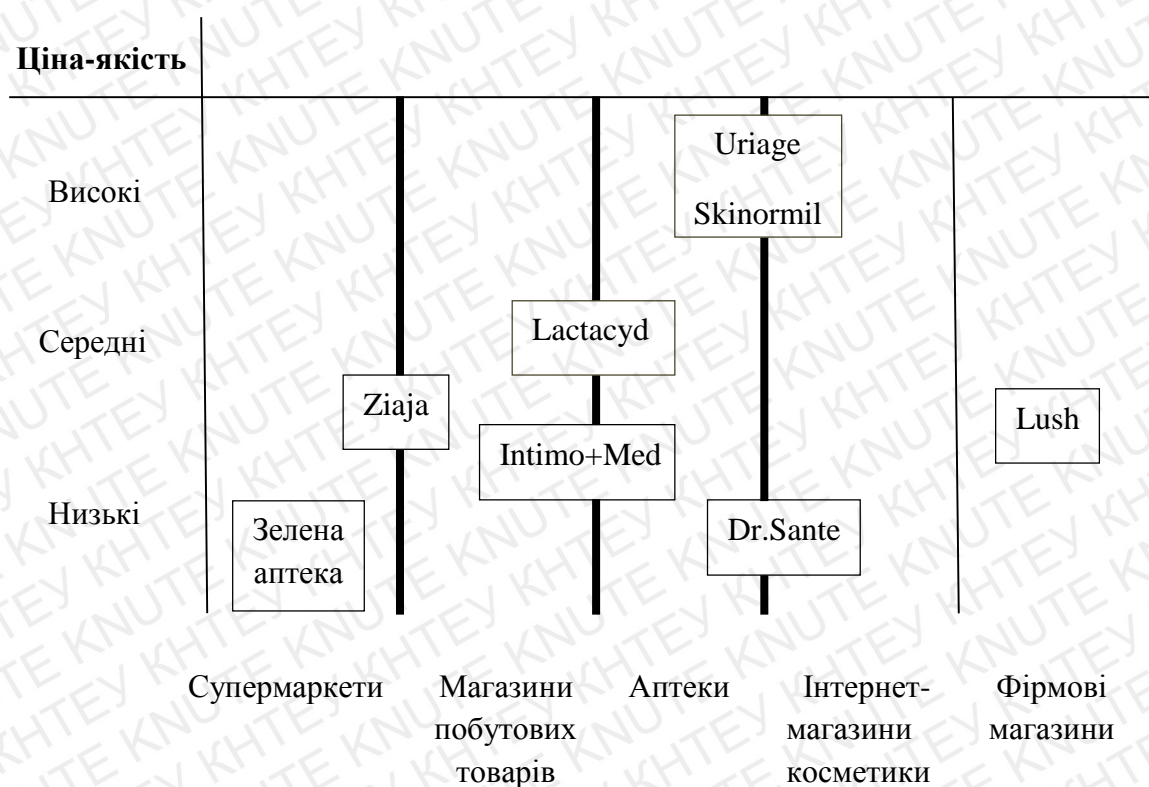 Ціна-якість
Високі
Uriage
Skinormil
Середні
Lactacyd
Ziaja
Intimo+Med
Lush
Низькі
Зелена
аптека
Dr.Sante
Супермаркети
Магазини
побутових
товарів
Аптеки
Інтернет-
магазини
косметики
Фірмові
магазини